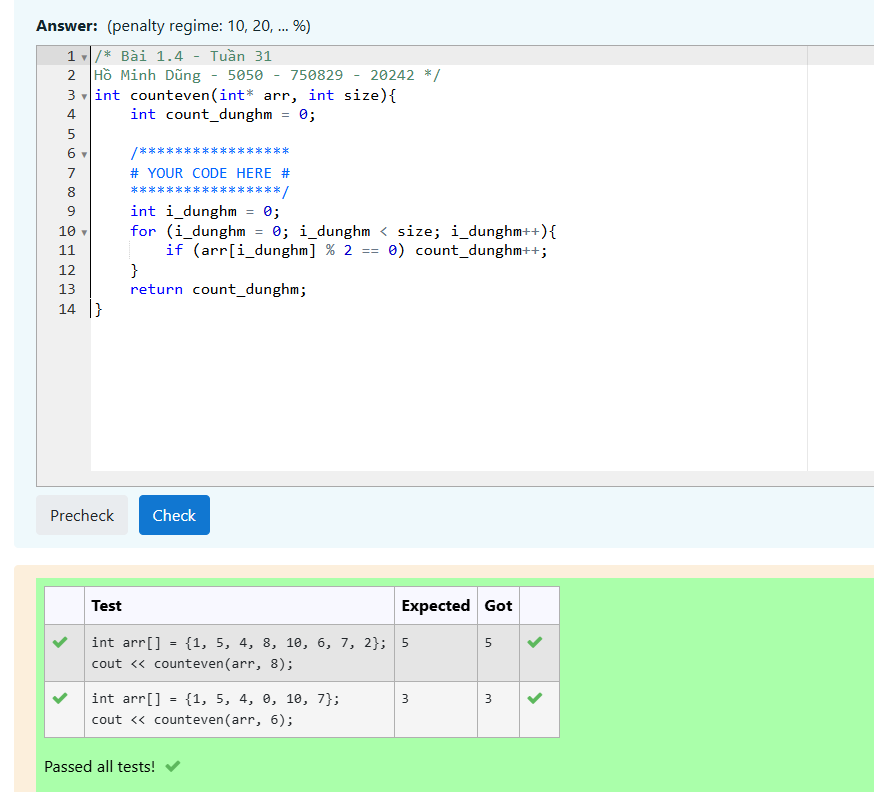 Answer: (penalty regime: 10, 20, ... %)
1 /* Bài 1.4 - Tuần 31
2 Hồ Minh Dũng - 5050 - 750829 - 20242 */
3 int counteven(int* arr, int size){
4 int count_dunghm = 0;
5
6 /*****************
7 # YOUR CODE HERE #
8 *****************/
9 int i_dunghm = 0;
10 for (i_dunghm = 0; i_dunghm < size; i_dunghm++){
11 if (arr[i_dunghm] % 2 == 0) count_dunghm++;
12 }
13 return count_dunghm;
14 }
Precheck Check
Test Expected Got
int arr[] = {1, 5, 4, 8, 10, 6, 7, 2}; 5 5
cout << counteven(arr, 8);
int arr[] = {1, 5, 4, 0, 10, 7}; 3 3
cout << counteven(arr, 6);
Passed all tests!